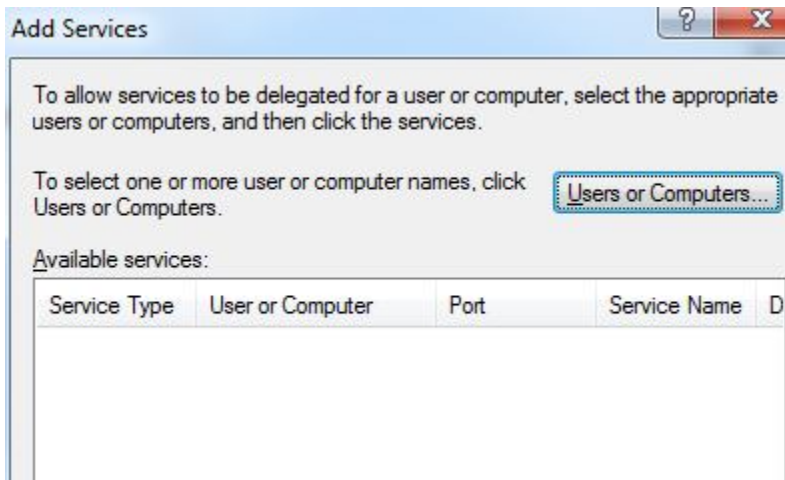 Add Services
?
To allow services to be delegated for a user or computer, select the appropriate
users or computers, and then click the services.
To select one or more user or computer names, click
Users or Computers.
Users or Computers...
Available services:
Service Type User or Computer Port Service Name D